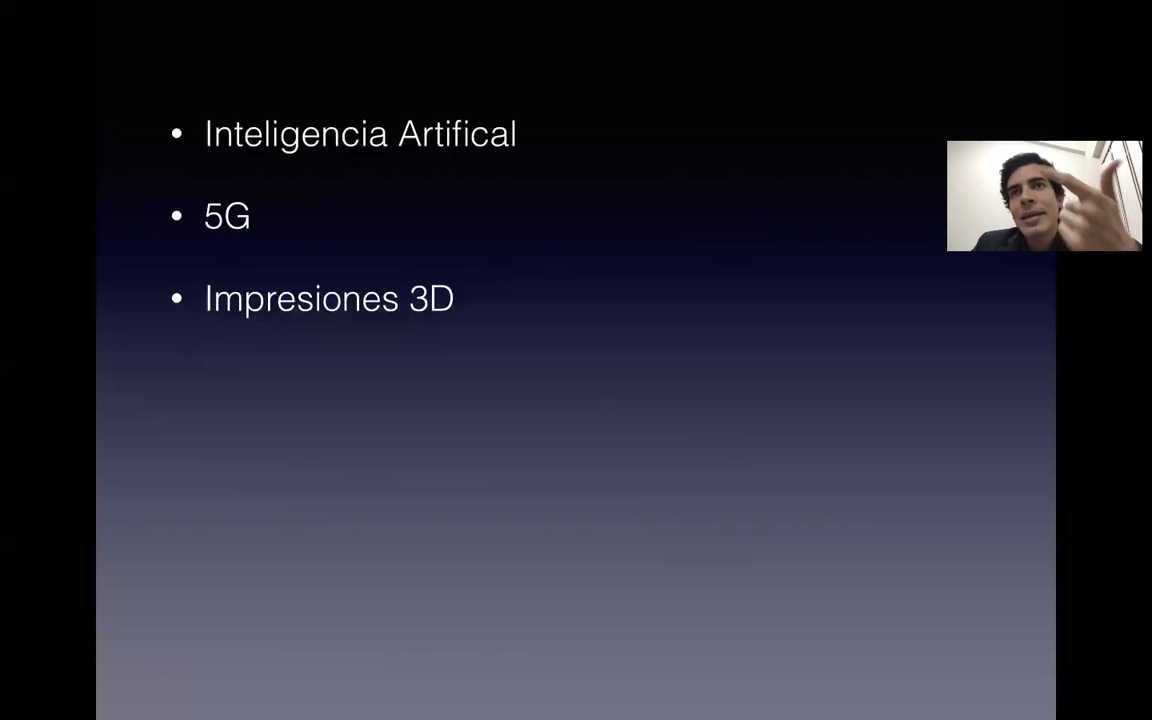 • Inteligencia Artifical
• 5G
• Impresiones 3D